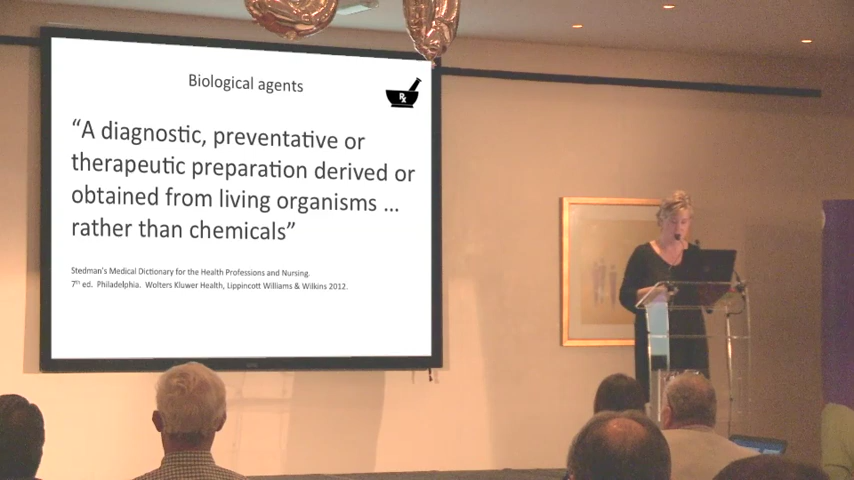 Biological agents
Rx
“A diagnostic, preventative or
therapeutic preparation derived or
obtained from living organisms ...
rather than chemicals”
Stedman's Medical Dictionary for the Health Professions and Nursing.
7th ed. Philadelphia. Wolters Kluwer Health, Lippincott Williams & Wilkins 2012.